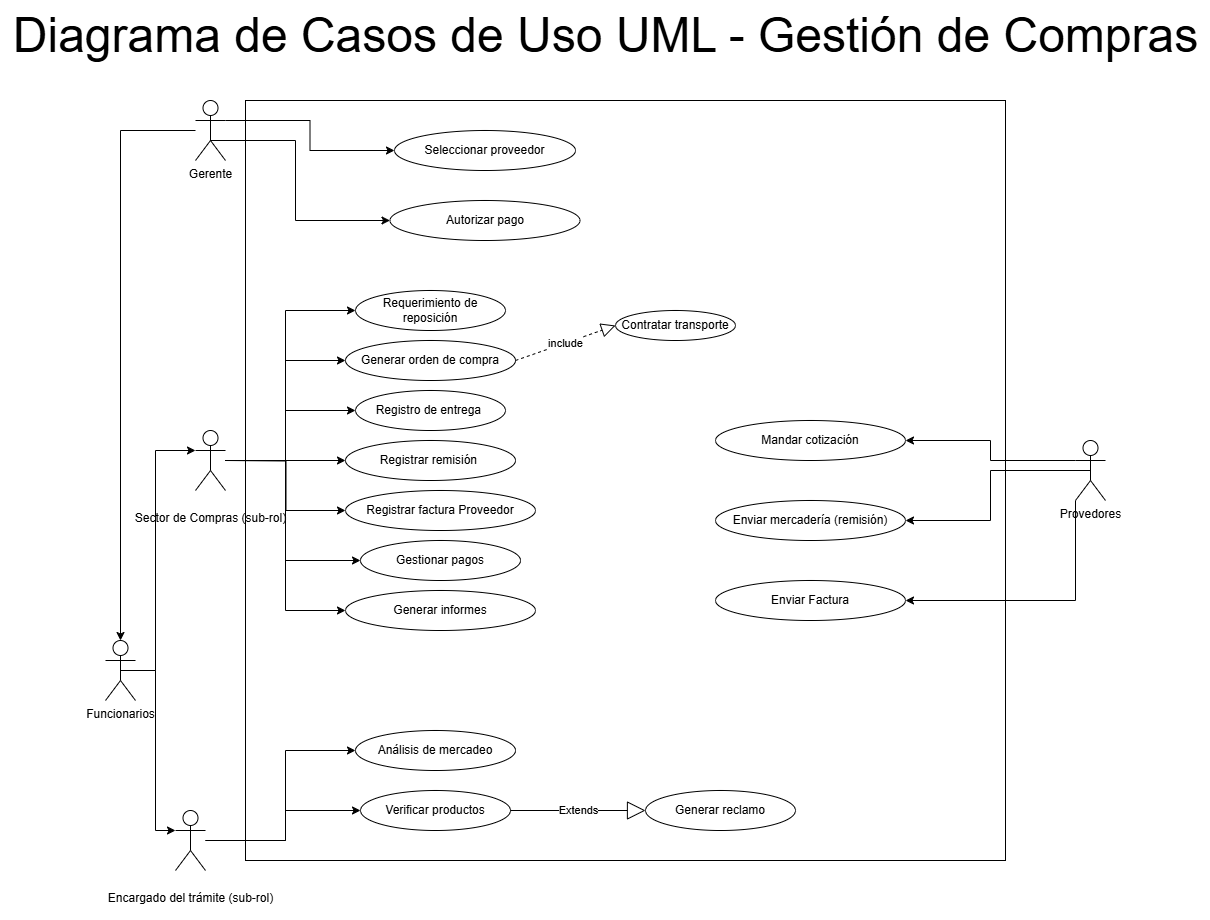 Diagrama de Casos de Uso UML - Gestión de Compras
Gerente
Seleccionar proveedor
Autorizar pago
Requerimiento de
reposición
Contratar transporte
include
Generar orden de compra
Registro de entrega
Mandar cotización
Registrar remisión
Registrar factura Proveedor
Provedores
Sector de Compras (sub-rol)
Enviar mercadería (remisión)
Gestionar pagos
Enviar Factura
Generar informes
Funcionarios
Análisis de mercadeo
Verificar productos
Extends
Generar reclamo
Encargado del trámite (sub-rol)